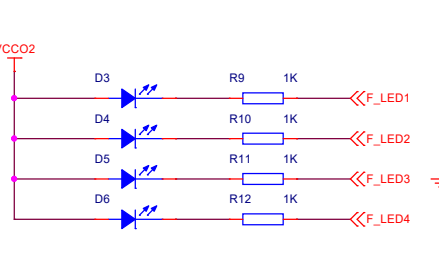 VCCO2
D3 R9 1K
F_LED1
D4 R10 1K
F_LED2
D5 R11 1K
F_LED3
D6 R12 1K
F_LED4